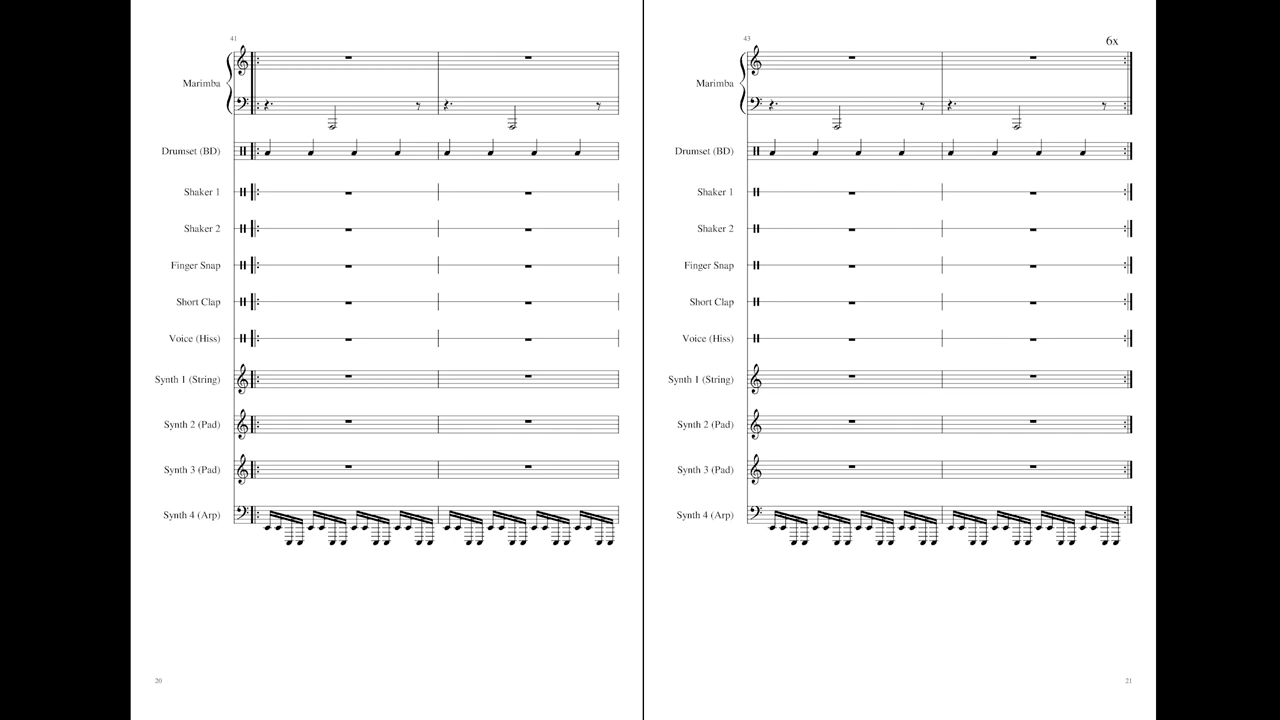 41
Marimba
Drumset (BD)
Shaker 1
Shaker 2
Finger Snap
Short Clap
Voice (Hiss)
Synth 1 (String)
Synth 2 (Pad)
Synth 3 (Pad)
Synth 4 (Arp)
20
43
6x
Marimba
Drumset (BD)
Shaker 1
Shaker 2
Finger Snap
Short Clap
Voice (Hiss)
Synth 1 (String)
Synth 2 (Pad)
Synth 3 (Pad)
Synth 4 (Arp)
21